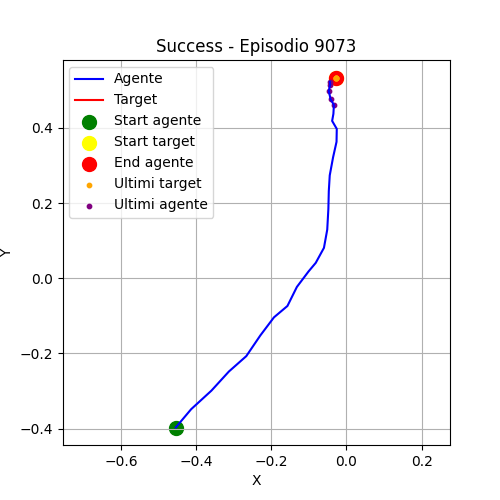 Success - Episodio 9073
Agente
Target
Start agente
Start target
End agente
Ultimi target
Ultimi agente
0.4
0.2
0.0
−0.2
−0.4
Y
−0.6
−0.4
−0.2
0.0
0.2
X